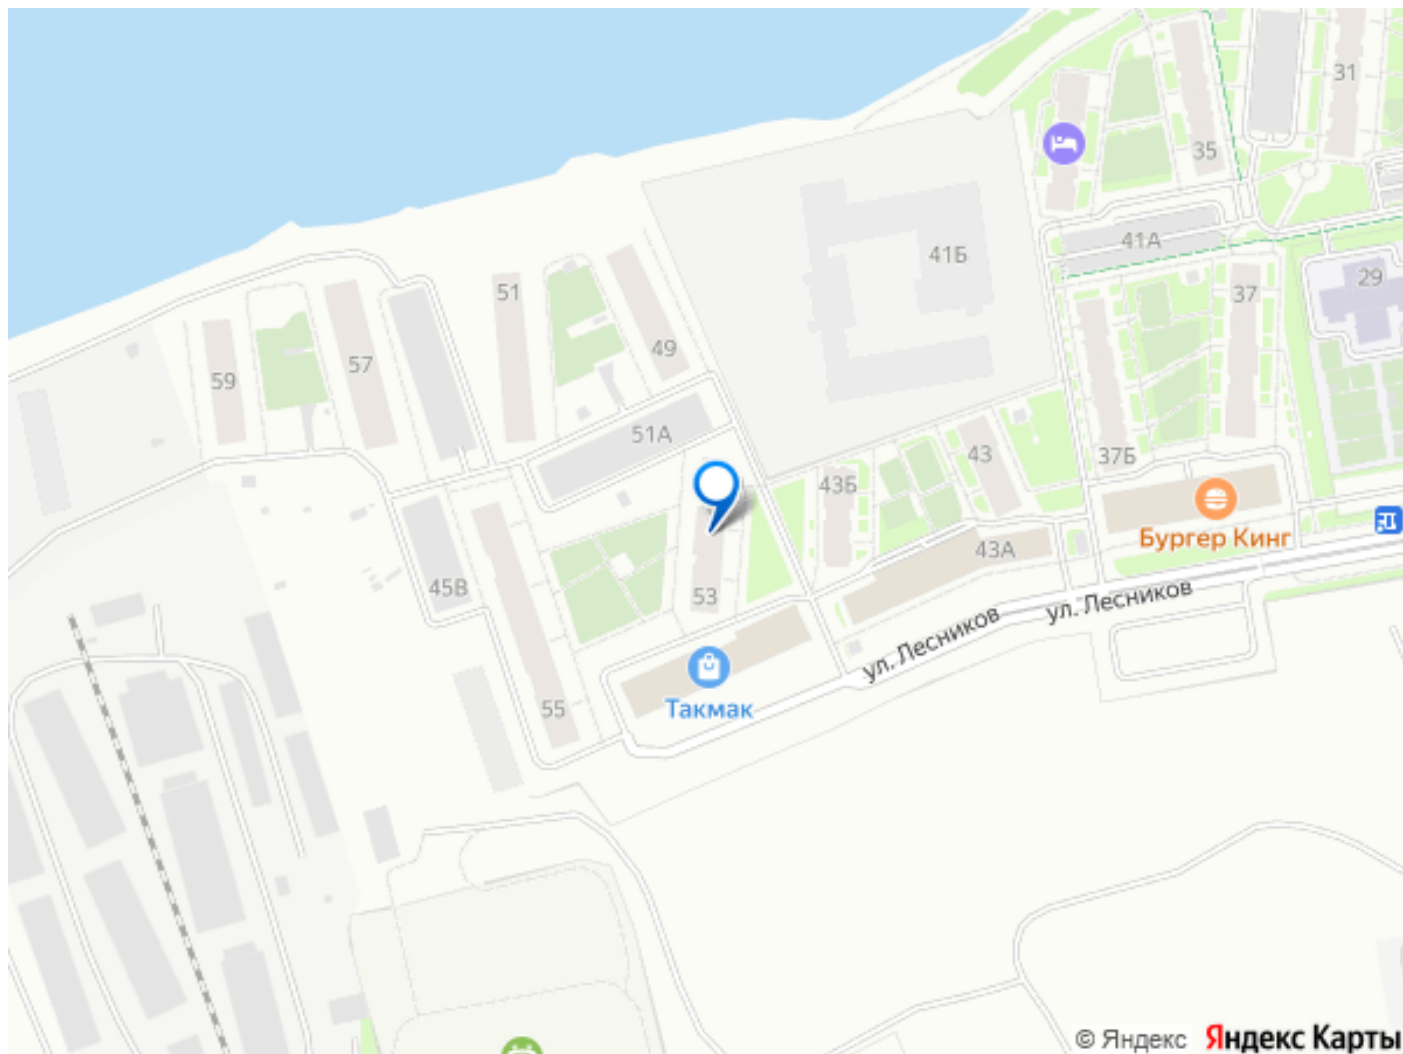 31
35
41А
41Б
29
37
51
49
57
59
51А
43
37Б
43Б
Бургер Кинг
43А
45В
53
ул. Лесников
ул. Лесников
55
Такмак
© Яндекс Яндекс Карты